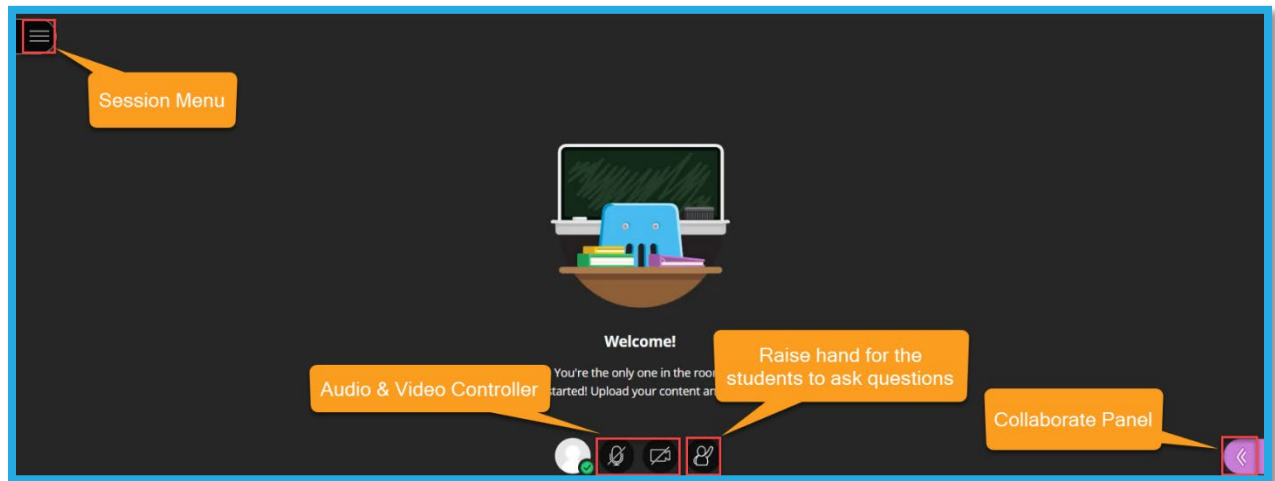 Session Menu
Welcome!
You're the only one in the roo
started! Upload your content an
Audio & Video Controller
Raise hand for the
students to ask questions
Collaborate Panel